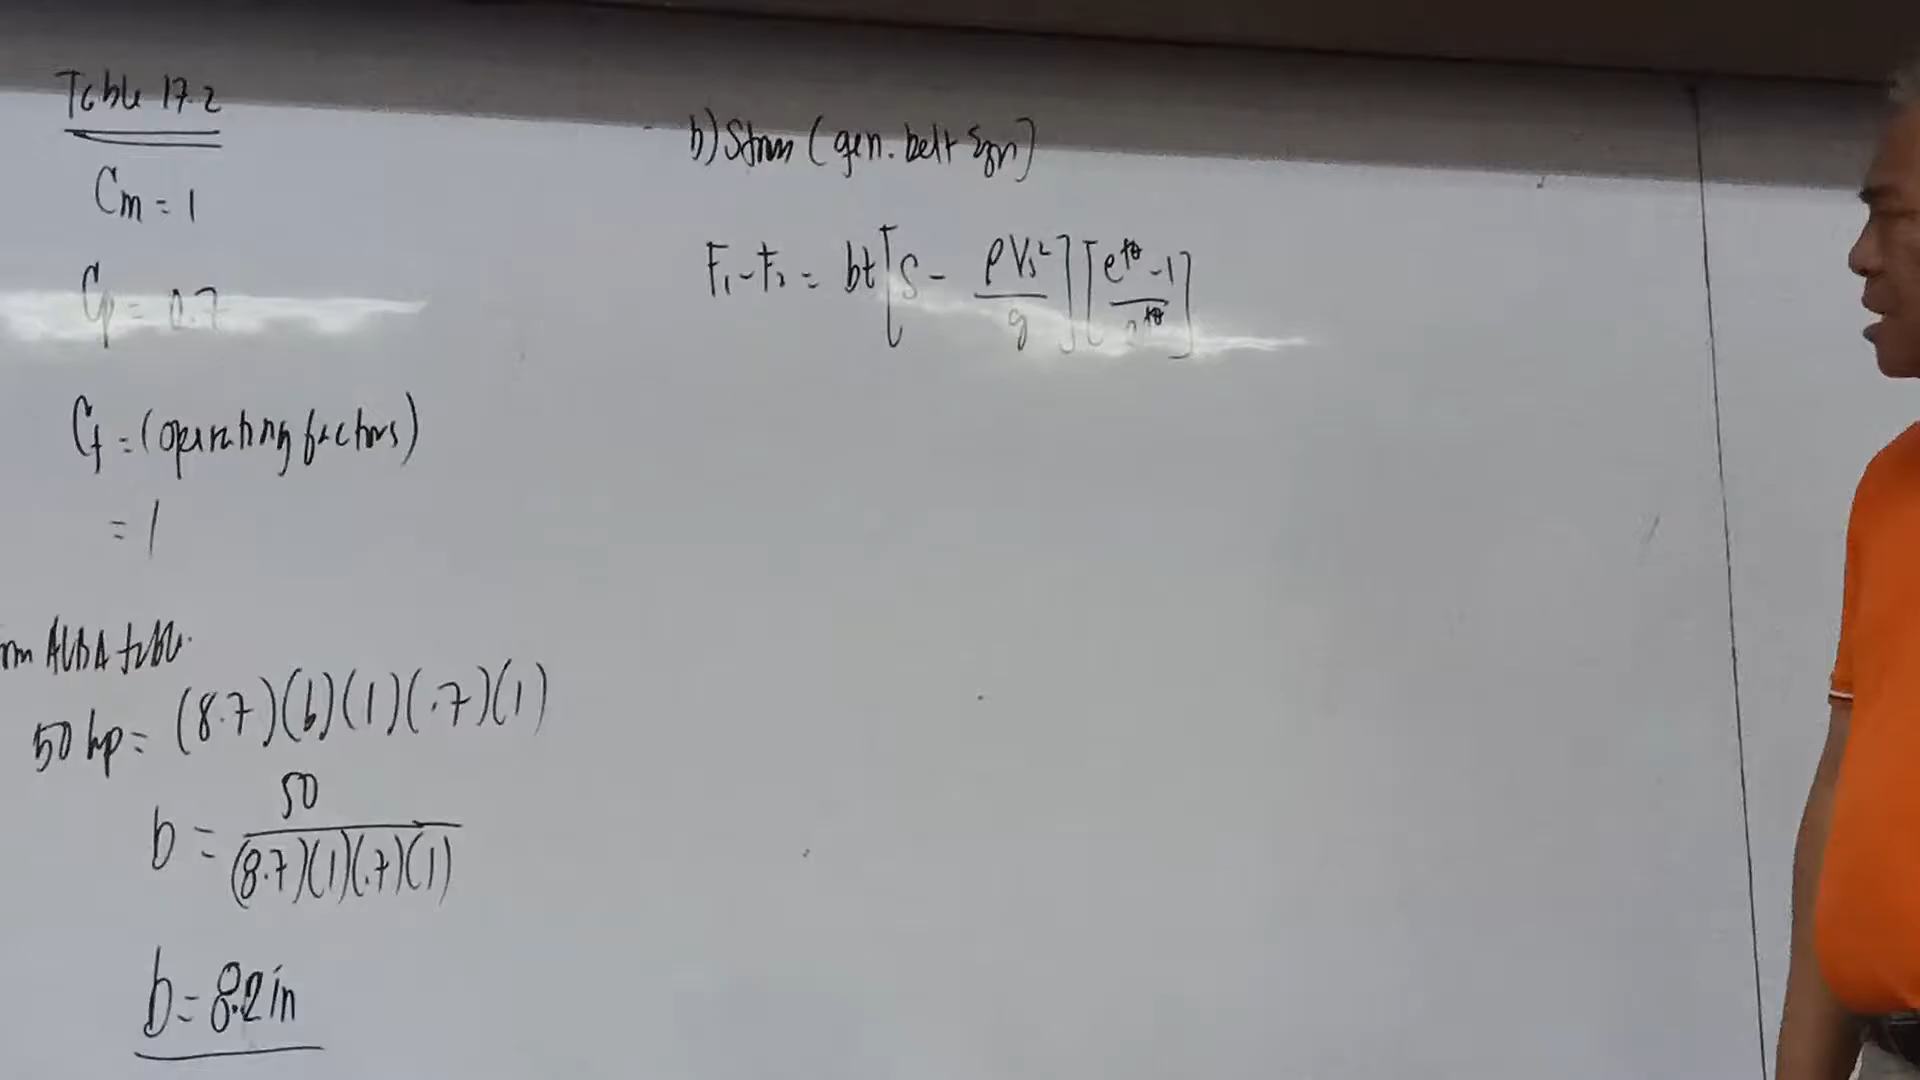 Table 17.2
Cm = 1
Cp = 0.7
Cf = (operating factors)
= 1
table
50 hp = (8.7)(b)(1)(.7)(1)
b = 50 / (8.7)(1)(.7)(1)
b = 8.2 in
b) Stress (gen. belt Eqn)
F₁ - F₂ = bt[S - ρVs²/g][e^fθ - 1 / e^fθ]